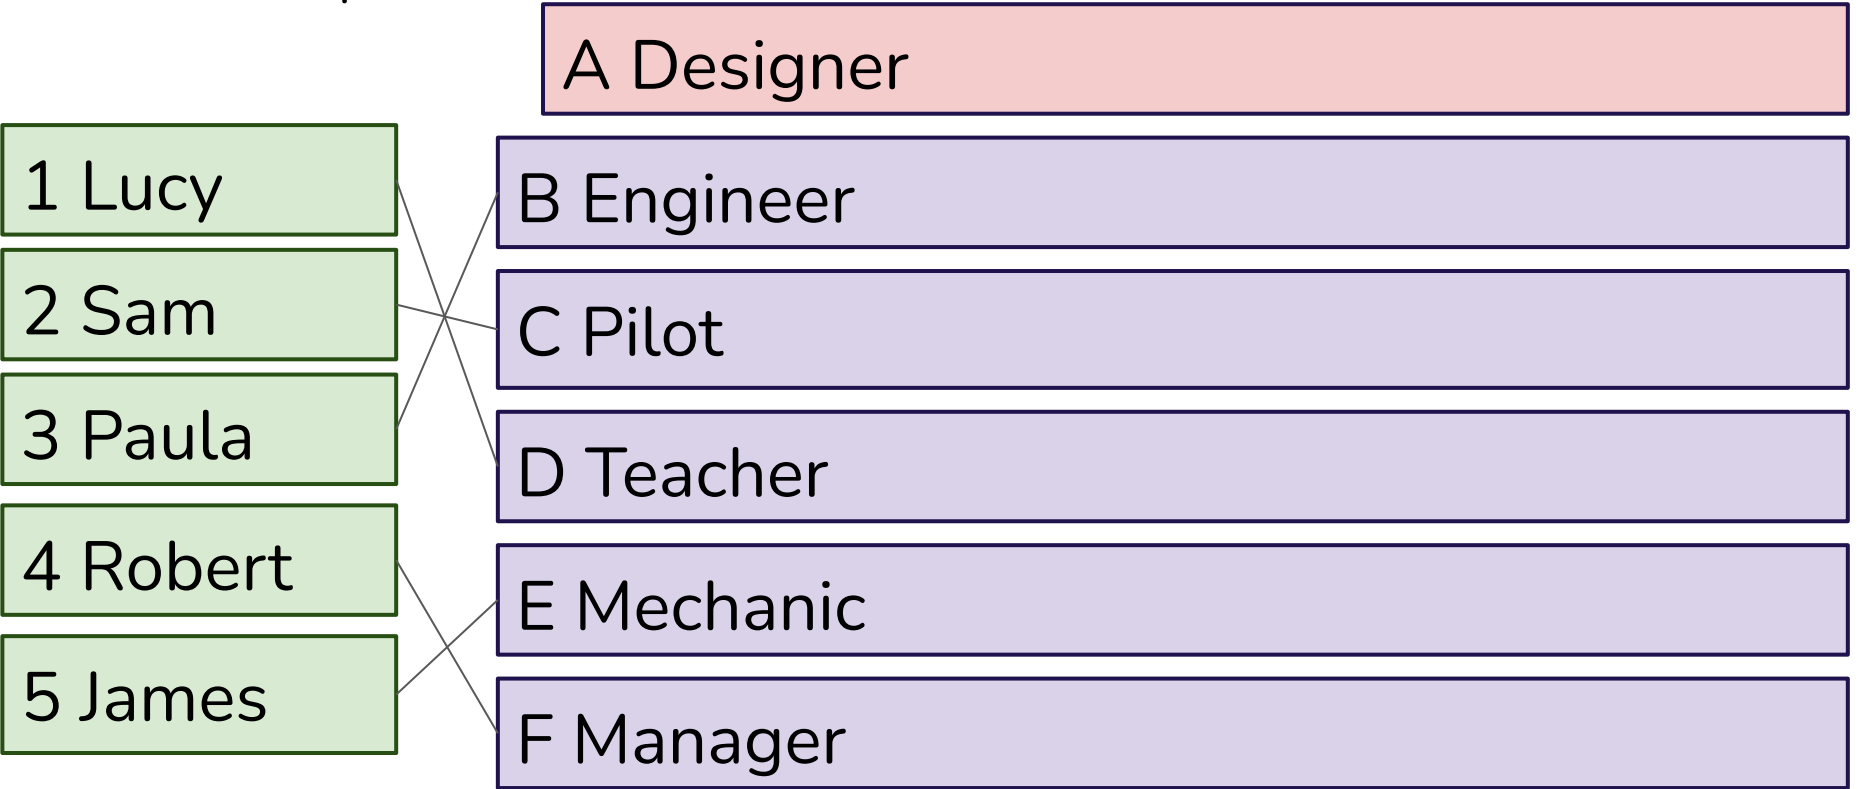 A Designer
1 Lucy
B Engineer
2 Sam
C Pilot
3 Paula
D Teacher
4 Robert
E Mechanic
5 James
F Manager